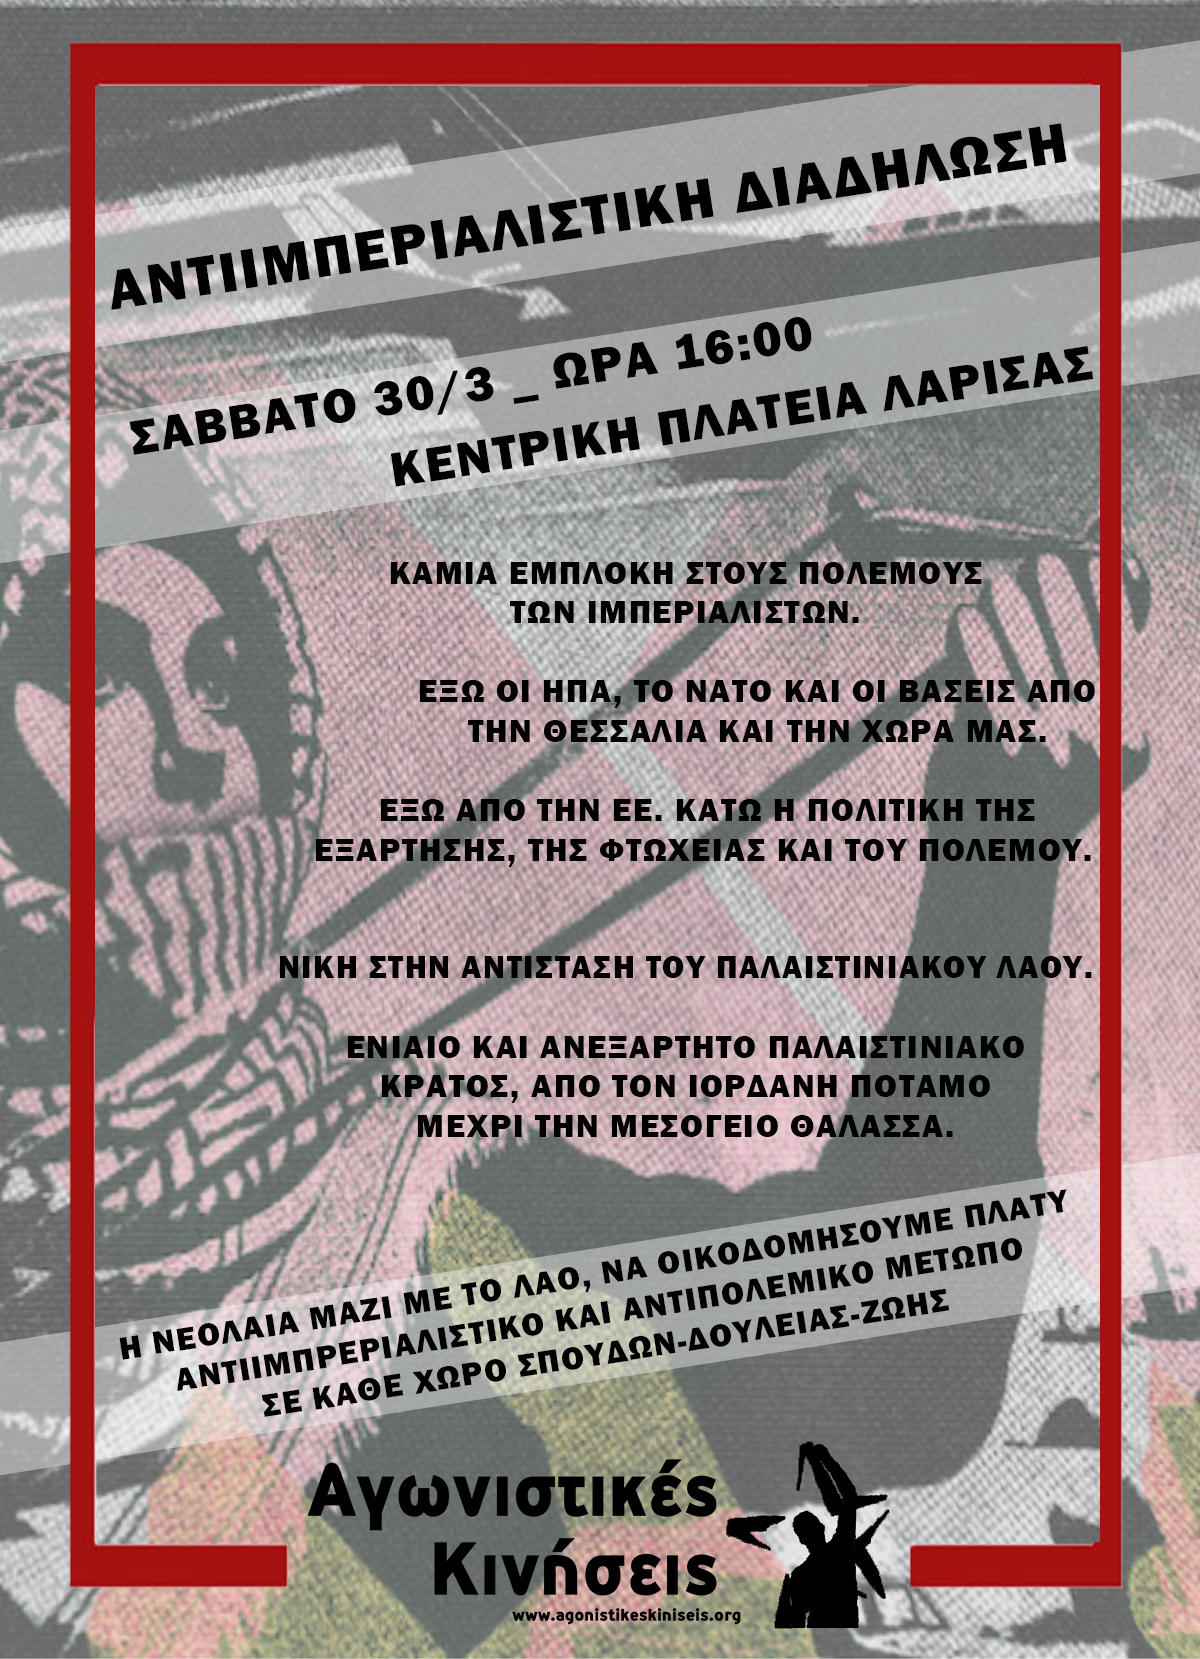 ΑΝΤΙΙΜΠΕΡΙΑΛΙΣΤΙΚΗ ΔΙΑΔΗΛΩΣΗ
ΣΑΒΒΑΤΟ 30/3 _ ΩΡΑ 16:00
ΚΕΝΤΡΙΚΗ ΠΛΑΤΕΙΑ ΛΑΡΙΣΑΣ
ΚΑΜΙΑ ΕΜΠΛΟΚΗ ΣΤΟΥΣ ΠΟΛΕΜΟΥΣ
ΤΩΝ ΙΜΠΕΡΙΑΛΙΣΤΩΝ.
ΕΞΩ ΟΙ ΗΠΑ, ΤΟ ΝΑΤΟ ΚΑΙ ΟΙ ΒΑΣΕΙΣ ΑΠΟ
ΤΗΝ ΘΕΣΣΑΛΙΑ ΚΑΙ ΤΗΝ ΧΩΡΑ ΜΑΣ.
ΕΞΩ ΑΠΟ ΤΗΝ ΕΕ. ΚΑΤΩ Η ΠΟΛΙΤΙΚΗ ΤΗΣ
ΕΞΑΡΤΗΣΗΣ, ΤΗΣ ΦΤΩΧΕΙΑΣ ΚΑΙ ΤΟΥ ΠΟΛΕΜΟΥ.
ΝΙΚΗ ΣΤΗΝ ΑΝΤΙΣΤΑΣΗ ΤΟΥ ΠΑΛΑΙΣΤΙΝΙΑΚΟΥ ΛΑΟΥ.
ΕΝΙΑΙΟ ΚΑΙ ΑΝΕΞΑΡΤΗΤΟ ΠΑΛΑΙΣΤΙΝΙΑΚΟ
ΚΡΑΤΟΣ, ΑΠΟ ΤΟΝ ΙΟΡΔΑΝΗ ΠΟΤΑΜΟ
ΜΕΧΡΙ ΤΗΝ ΜΕΣΟΓΕΙΟ ΘΑΛΑΣΣΑ.
Η ΝΕΟΛΑΙΑ ΜΑΖΙ ΜΕ ΤΟ ΛΑΟ, ΝΑ ΟΙΚΟΔΟΜΗΣΟΥΜΕ ΠΛΑΤΥ
ΑΝΤΙΙΜΠΡΕΡΙΑΛΙΣΤΙΚΟ ΚΑΙ ΑΝΤΙΠΟΛΕΜΙΚΟ ΜΕΤΩΠΟ
ΣΕ ΚΑΘΕ ΧΩΡΟ ΣΠΟΥΔΩΝ-ΔΟΥΛΕΙΑΣ-ΖΩΗΣ
Αγωνιστικές
Κινήσεις
www.agonistikeskiniseis.org